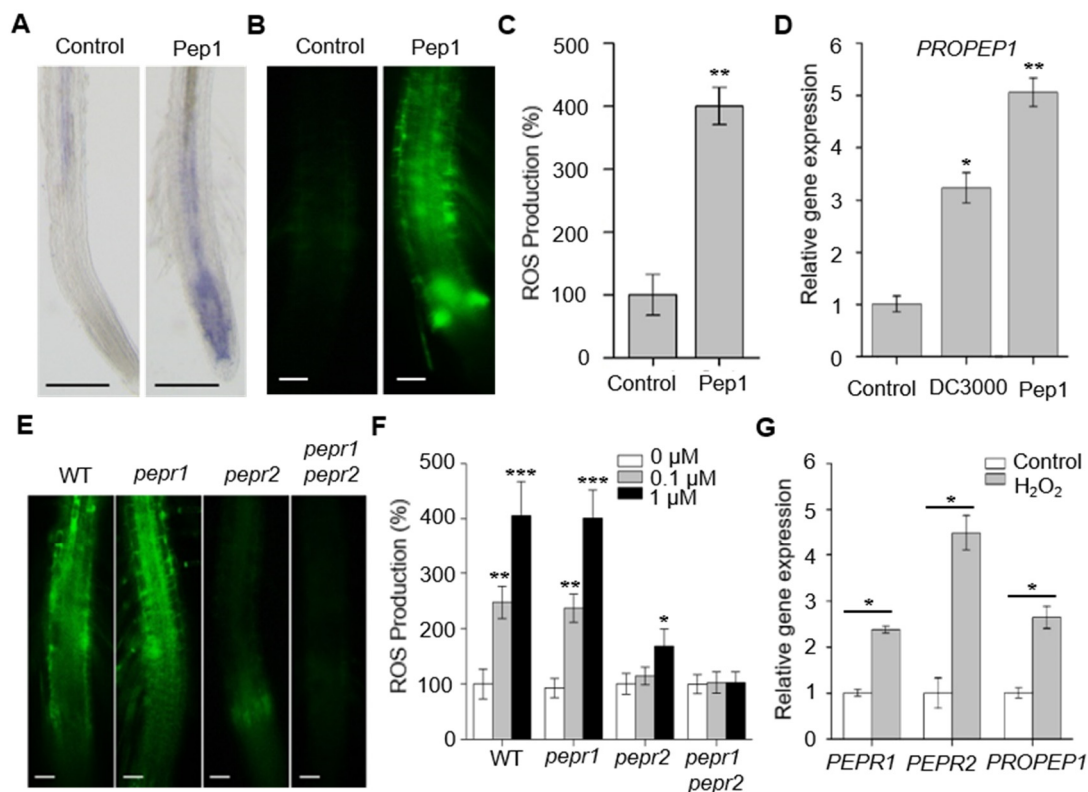 A
Control
Pep1
B
Control
Pep1
C
ROS Production (%)
500
400
300
200
100
0
Control
Pep1
**
D
PROPEP1
Relative gene expression
6
5
4
3
2
1
0
*
**
Control
DC3000
Pep1
E
WT
pepr1
pepr2
pepr1
pepr2
F
ROS Production (%)
500
400
300
200
100
0
0 µM
0.1 µM
1 µM
**
***
**
***
*
WT
pepr1
pepr2
pepr1
pepr2
G
Relative gene expression
6
5
4
3
2
1
0
Control
H₂O₂
*
*
*
PEPR1
PEPR2
PROPEP1